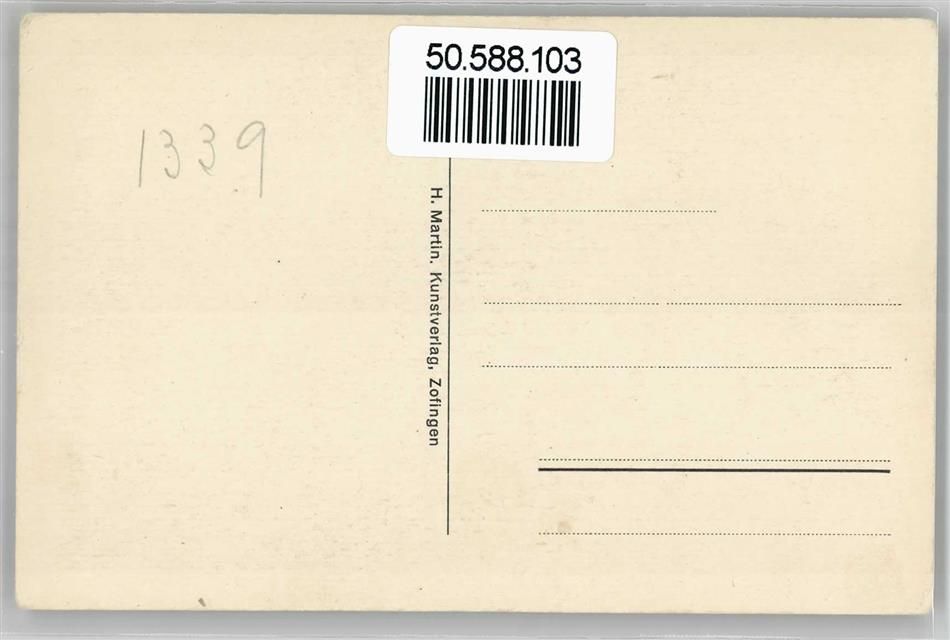 50.588.103
1339
H. Martin. Kunstverlag, Zofingen